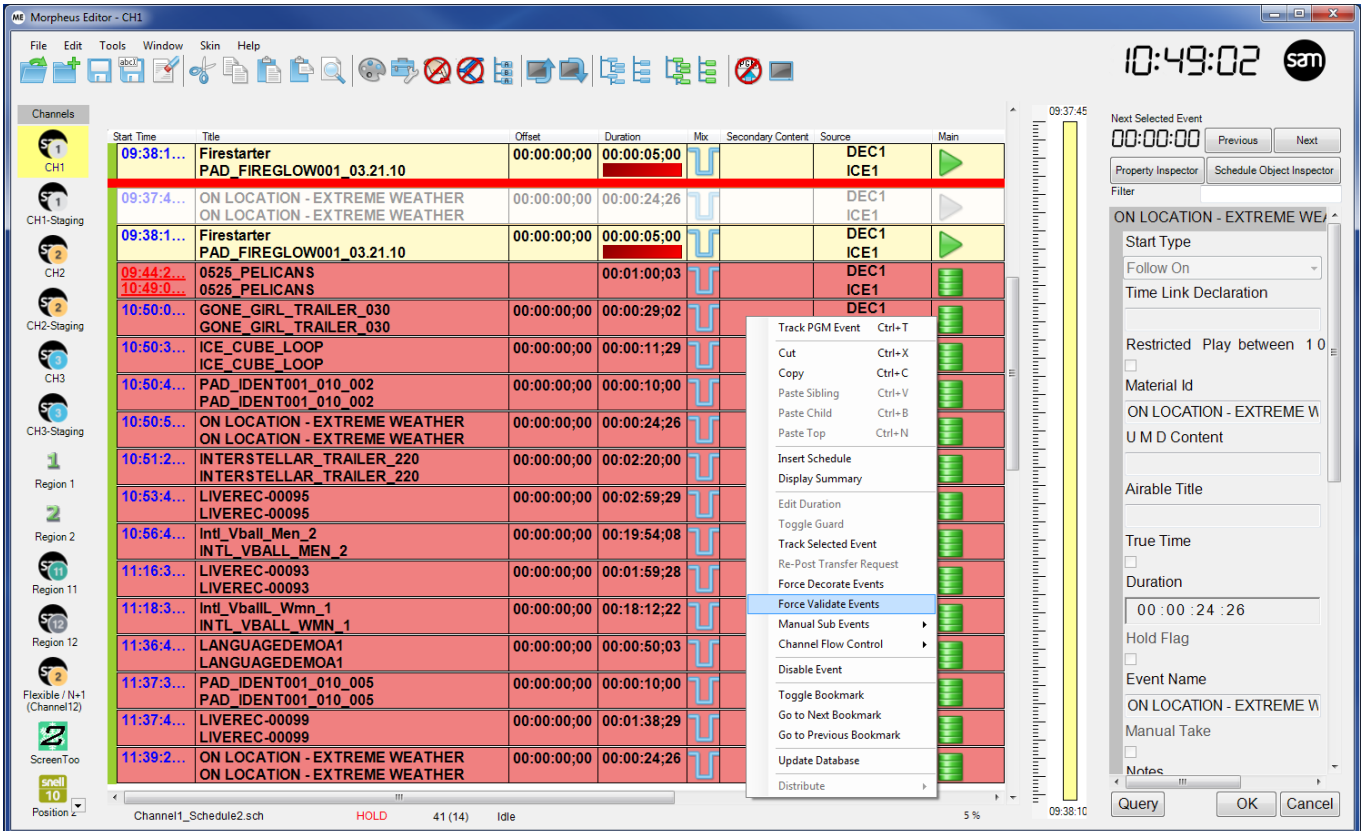 Morpheus Editor - CH1
File Edit Tools Window Skin Help
10:49:02
sam
Channels
CH1
CH1-Staging
CH2
CH2-Staging
CH3
CH3-Staging
Region 1
Region 2
Region 11
Region 12
Flexible / N+1
(Channel12)
ScreenToo
snell
10
Start Time Title Offset Duration Mix Secondary Content Source Main
09:38:1... Firestarter 00:00:00;00 00:00:05;00 DEC1
PAD_FIREGLOW001_03.21.10 ICE1
09:37:4... ON LOCATION - EXTREME WEATHER 00:00:00;00 00:00:24;26 DEC1
ON LOCATION - EXTREME WEATHER ICE1
09:38:1... Firestarter 00:00:00;00 00:00:05;00 DEC1
PAD_FIREGLOW001_03.21.10 ICE1
09:44:2... 0525_PELICANS 00:01:00;03 DEC1
10:49:0... 0525_PELICANS ICE1
10:50:0... GONE_GIRL_TRAILER_030 00:00:00;00 00:00:29;02 DEC1
GONE_GIRL_TRAILER_030
10:50:3... ICE_CUBE_LOOP 00:00:00;00 00:00:11;29
ICE_CUBE_LOOP
10:50:4... PAD_IDENT001_010_002 00:00:00;00 00:00:10;00
PAD_IDENT001_010_002
10:50:5... ON LOCATION - EXTREME WEATHER 00:00:00;00 00:00:24;26
ON LOCATION - EXTREME WEATHER
10:51:2... INTERSTELLAR_TRAILER_220 00:00:00;00 00:02:20;00
INTERSTELLAR_TRAILER_220
10:53:4... LIVEREC-00095 00:00:00;00 00:02:59;29
LIVEREC-00095
10:56:4... Intl_Vball_Men_2 00:00:00;00 00:19:54;08
INTL_VBALL_MEN_2
11:16:3... LIVEREC-00093 00:00:00;00 00:01:59;28
LIVEREC-00093
11:18:3... Intl_VballL_Wmn_1 00:00:00;00 00:18:12;22
INTL_VBALL_WMN_1
11:36:4... LANGUAGEDEMOA1 00:00:00;00 00:00:50;03
LANGUAGEDEMOA1
11:37:3... PAD_IDENT001_010_005 00:00:00;00 00:00:10;00
PAD_IDENT001_010_005
11:37:4... LIVEREC-00099 00:00:00;00 00:01:38;29
LIVEREC-00099
11:39:2... ON LOCATION - EXTREME WEATHER 00:00:00;00 00:00:24;26
ON LOCATION - EXTREME WEATHER
Track PGM Event Ctrl+T
Cut Ctrl+X
Copy Ctrl+C
Paste Sibling Ctrl+V
Paste Child Ctrl+B
Paste Top Ctrl+N
Insert Schedule
Display Summary
Edit Duration
Toggle Guard
Track Selected Event
Re-Post Transfer Request
Force Decorate Events
Force Validate Events
Manual Sub Events
Channel Flow Control
Disable Event
Toggle Bookmark
Go to Next Bookmark
Go to Previous Bookmark
Update Database
Distribute
09:37:45
09:38:10
Next Selected Event
00:00:00 Previous Next
Property Inspector Schedule Object Inspector
Filter
ON LOCATION - EXTREME WEA
Start Type
Follow On
Time Link Declaration
Restricted Play between 1 0
Material Id
ON LOCATION - EXTREME W
U M D Content
Airable Title
True Time
Duration
00 :00 :24 :26
Hold Flag
Event Name
ON LOCATION - EXTREME W
Manual Take
Notes
Query OK Cancel
Position
Channel1_Schedule2.sch HOLD 41 (14) Idle 5 %